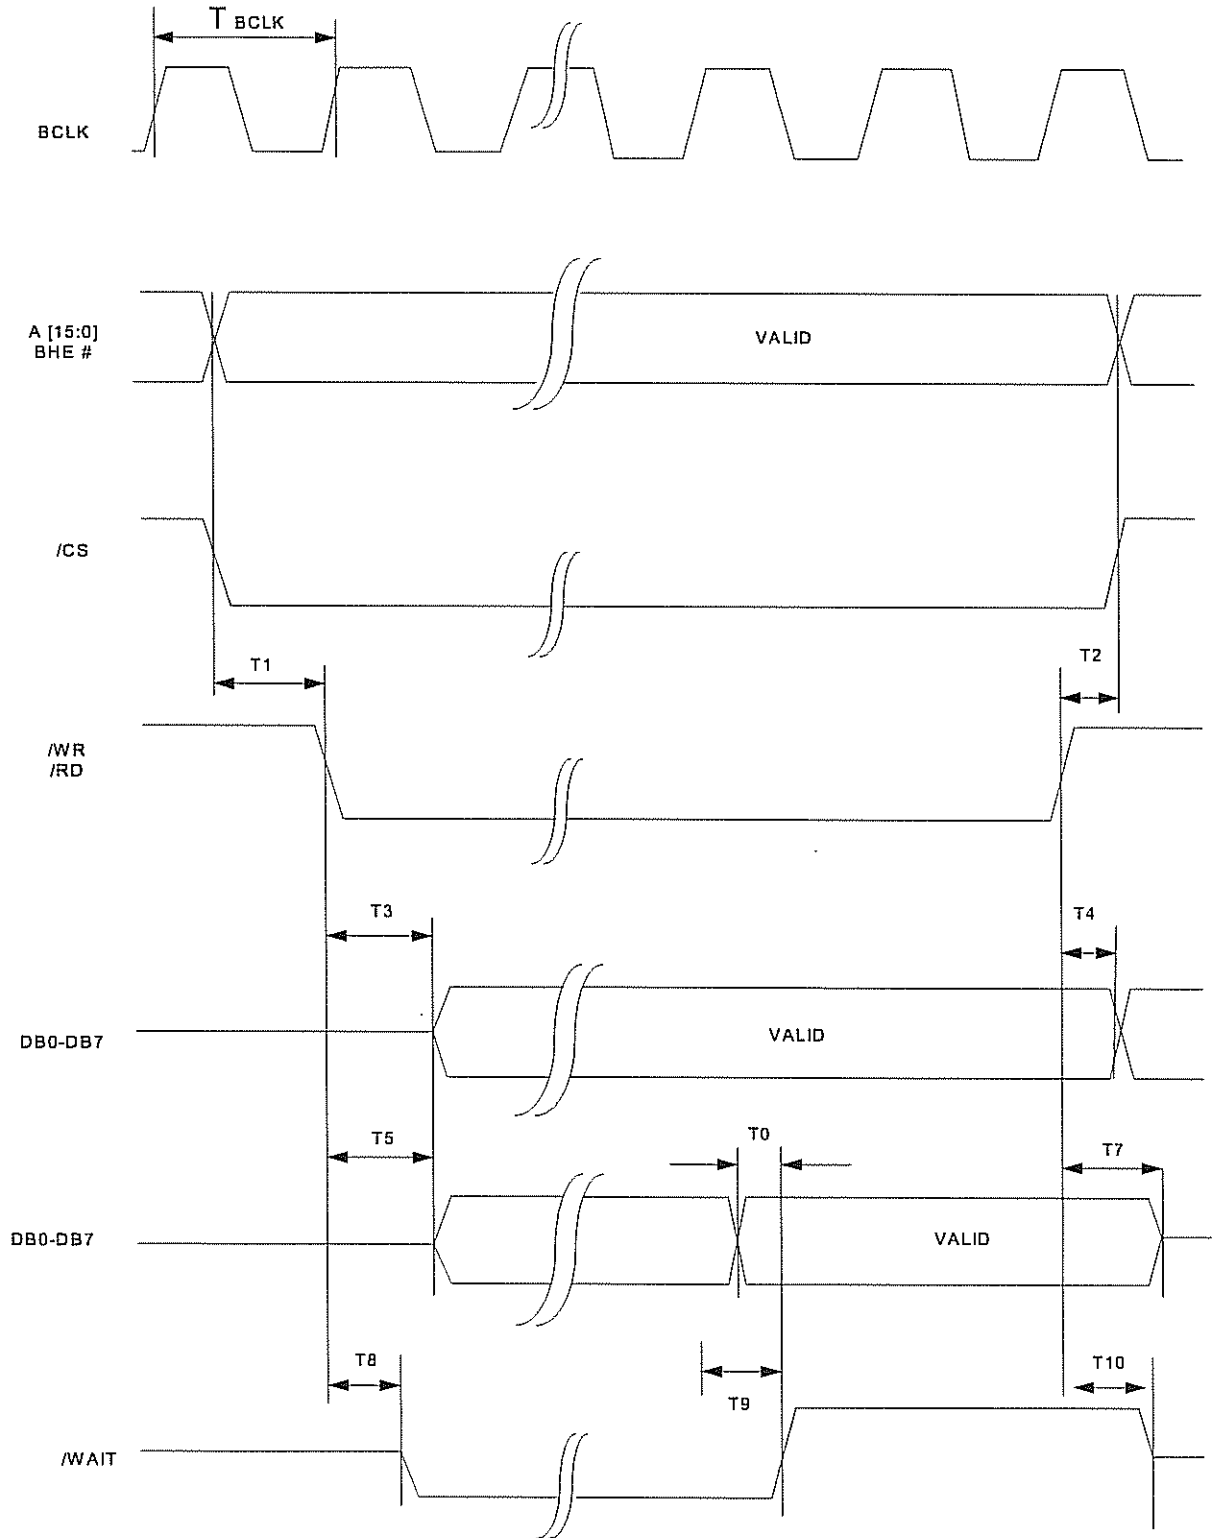 T BCLK
BCLK
A [15:0]
BHE #
VALID
/CS
T1
T2
/WR
/RD
T3
T4
DB0-DB7
VALID
T5
T0
T7
DB0-DB7
VALID
T8
T9
T10
/WAIT